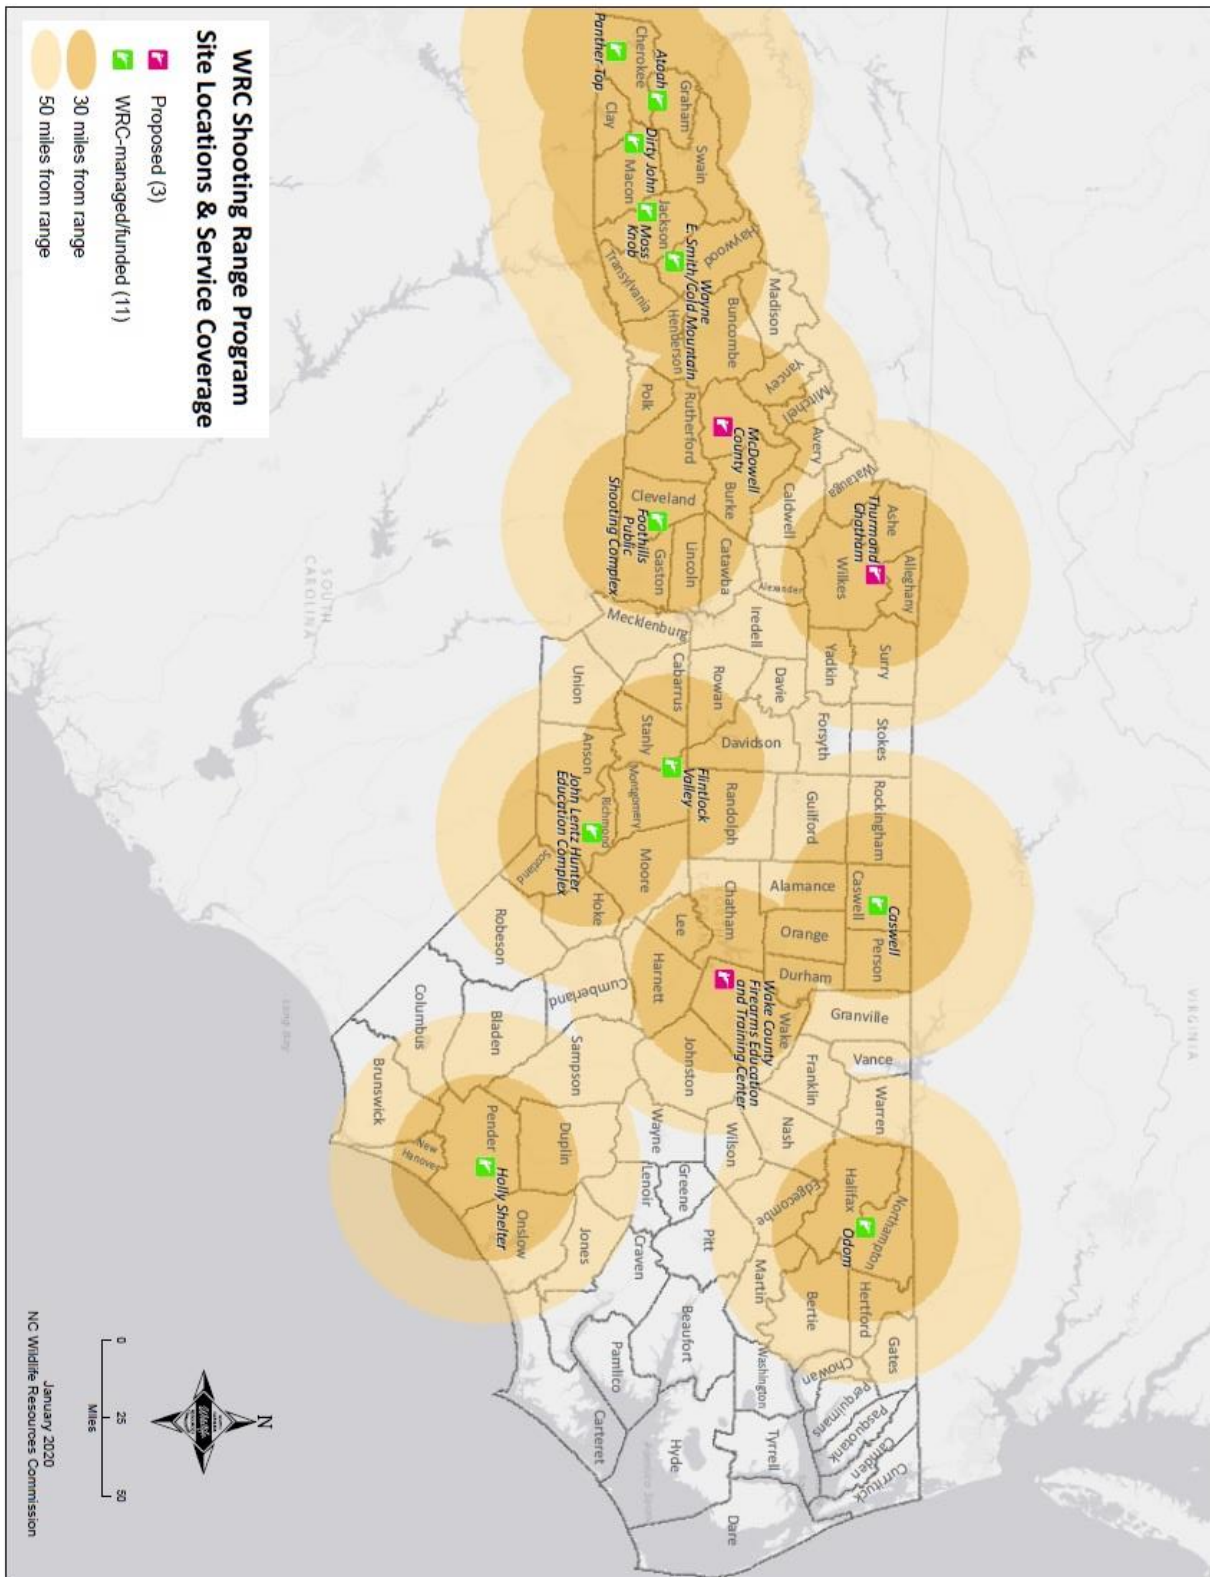 WRC Shooting Range Program
Site Locations & Service Coverage
Proposed (3)
WRC-managed/funded (11)
30 miles from range
50 miles from range
VIRGINIA
SOUTH
CAROLINA
Long Bay
Cherokee
Panther Top
Atoah
Graham
Clay
Swain
Dirty John
Macon
Jackson
Moss
Knob
Haywood
Wayne
E. Smith/Cold Mountain
Transylvania
Madison
Buncombe
Henderson
Yancey
Mitchell
Polk
Rutherford
McDowell
County
Avery
Watauga
Caldwell
Burke
Cleveland
Foothills
Public
Shooting Complex
Gaston
Lincoln
Catawba
Alexander
Ashe
Alleghany
Thurmond
Chatham
Wilkes
Surry
Yadkin
Iredell
Mecklenburg
Cabarrus
Rowan
Davie
Forsyth
Stokes
Davidson
Union
Stanly
Anson
Flintlock
Valley
Montgomery
Randolph
Guilford
Rockingham
Richmond
John Lentz Hunter
Education Complex
Scotland
Moore
Hoke
Chatham
Lee
Alamance
Caswell
Caswell
Orange
Person
Durham
Granville
Vance
Warren
Franklin
Wake
Wake County
Firearms Education
and Training Center
Harnett
Johnston
Cumberland
Robeson
Columbus
Bladen
Sampson
Brunswick
New
Hanover
Pender
Holly Shelter
Duplin
Onslow
Jones
Wayne
Lenoir
Greene
Wilson
Nash
Edgecombe
Halifax
Northampton
Odom
Hertford
Bertie
Martin
Gates
Chowan
Perquimans
Pasquotank
Camden
Currituck
Washington
Tyrrell
Dare
Hyde
Beaufort
Pitt
Craven
Pamlico
Carteret
N
0 25 50
Miles
January 2020
NC Wildlife Resources Commission